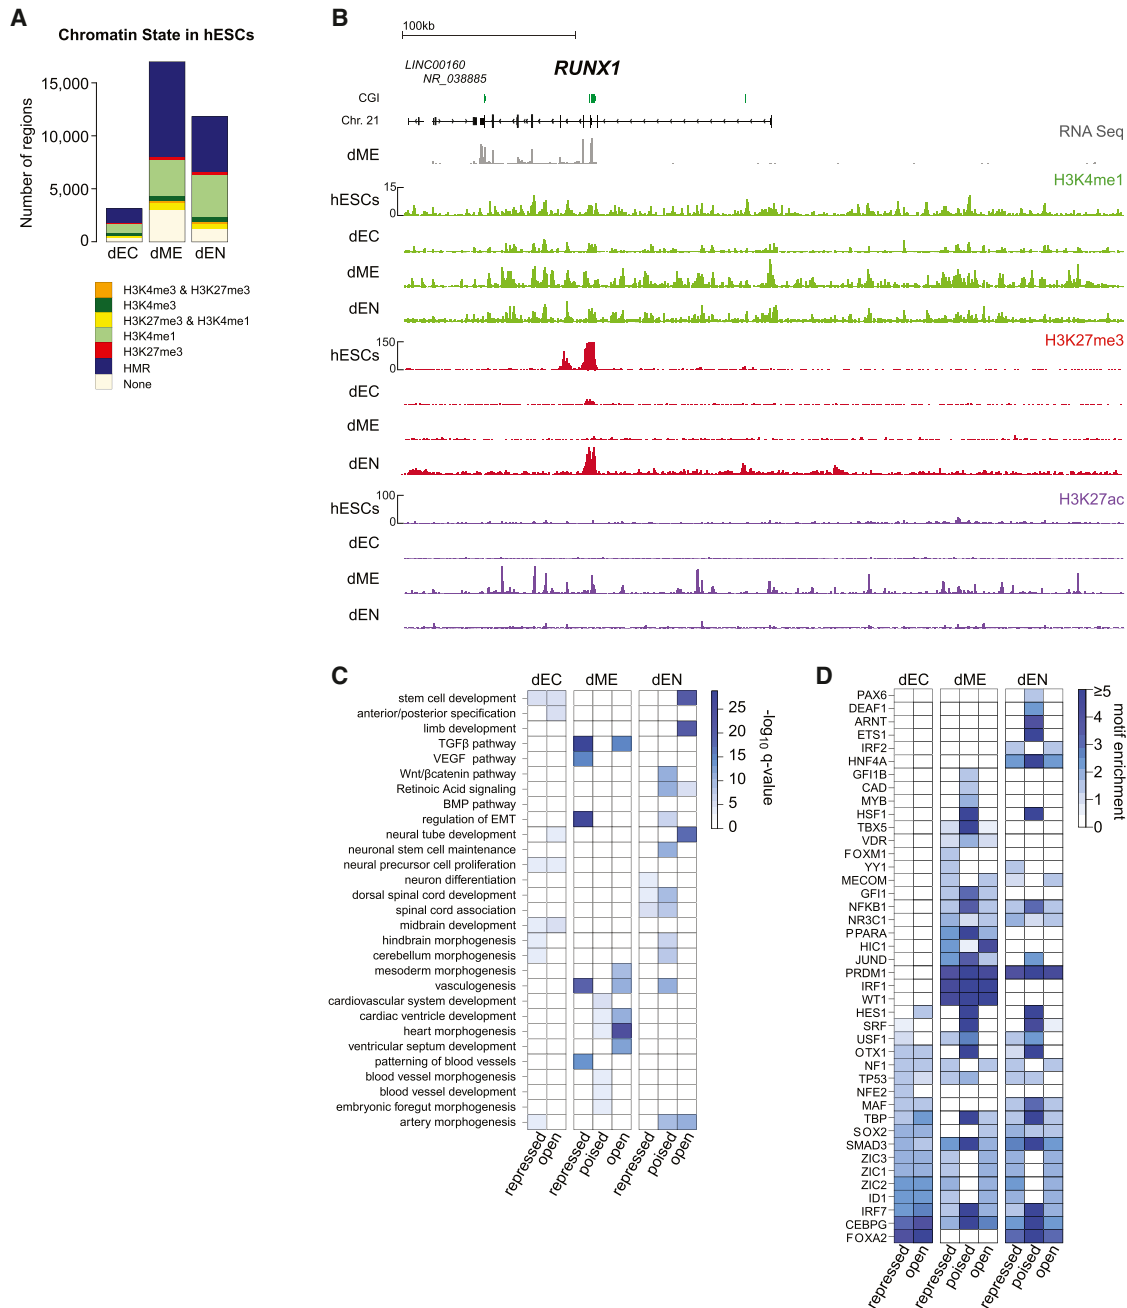 A
Chromatin State in hESCs
Number of regions
15,000
10,000
5,000
0
dEC dME dEN
H3K4me3 & H3K27me3
H3K4me3
H3K27me3 & H3K4me1
H3K4me1
H3K27me3
HMR
None
B
100kb
LINC00160
NR_038885
RUNX1
CGI
Chr. 21
RNA Seq
dME
H3K4me1
15
0
hESCs
dEC
dME
dEN
H3K27me3
150
0
hESCs
dEC
dME
dEN
H3K27ac
100
0
hESCs
dEC
dME
dEN
C
dEC dME dEN
stem cell development
anterior/posterior specification
limb development
TGFβ pathway
VEGF pathway
Wnt/βcatenin pathway
Retinoic Acid signaling
BMP pathway
regulation of EMT
neural tube development
neuronal stem cell maintenance
neural precursor cell proliferation
neuron differentiation
dorsal spinal cord development
spinal cord association
midbrain development
hindbrain morphogenesis
cerebellum morphogenesis
mesoderm morphogenesis
vasculogenesis
cardiovascular system development
cardiac ventricle development
heart morphogenesis
ventricular septum development
patterning of blood vessels
blood vessel morphogenesis
blood vessel development
embryonic foregut morphogenesis
artery morphogenesis
repressed open repressed poised open repressed poised open
25
20
15
10
5
0
-log10 q-value
D
dEC dME dEN
PAX6
DEAF1
ARNT
ETS1
IRF2
HNF4A
GFI1B
CAD
MYB
HSF1
TBX5
VDR
FOXM1
YY1
MECOM
GFI1
NFKB1
NR3C1
PPARA
HIC1
JUND
PRDM1
IRF1
WT1
HES1
SRF
USF1
OTX1
NF1
TP53
NFE2
MAF
TBP
SOX2
SMAD3
ZIC3
ZIC1
ZIC2
ID1
IRF7
CEBPG
FOXA2
repressed open repressed poised open repressed poised open
≥5
4
3
2
1
0
motif enrichment